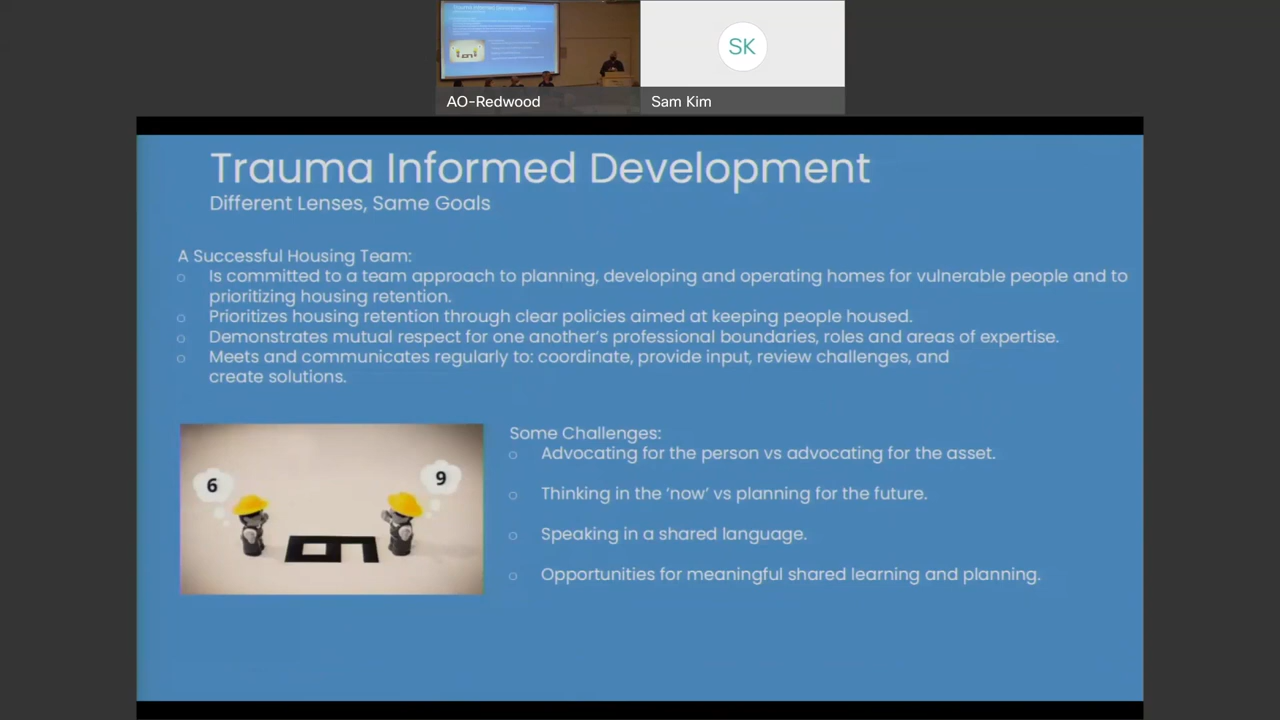 AO-Redwood
SK
Sam Kim
Trauma Informed Development
Different Lenses, Same Goals
A Successful Housing Team:
Is committed to a team approach to planning, developing and operating homes for vulnerable people and to
prioritizing housing retention.
Prioritizes housing retention through clear policies aimed at keeping people housed.
Demonstrates mutual respect for one another's professional boundaries, roles and areas of expertise.
Meets and communicates regularly to: coordinate, provide input, review challenges, and
create solutions.
6
9
Some Challenges:
Advocating for the person vs advocating for the asset.
Thinking in the 'now' vs planning for the future.
Speaking in a shared language.
Opportunities for meaningful shared learning and planning.